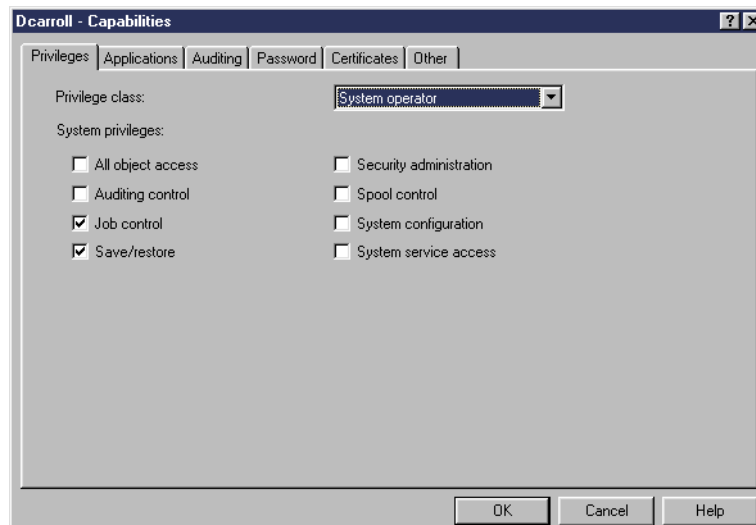 Dcarroll - Capabilities
Privileges Applications Auditing Password Certificates Other
Privilege class: System operator
System privileges:
All object access Security administration
Auditing control Spool control
Job control System configuration
Save/restore System service access
OK Cancel Help